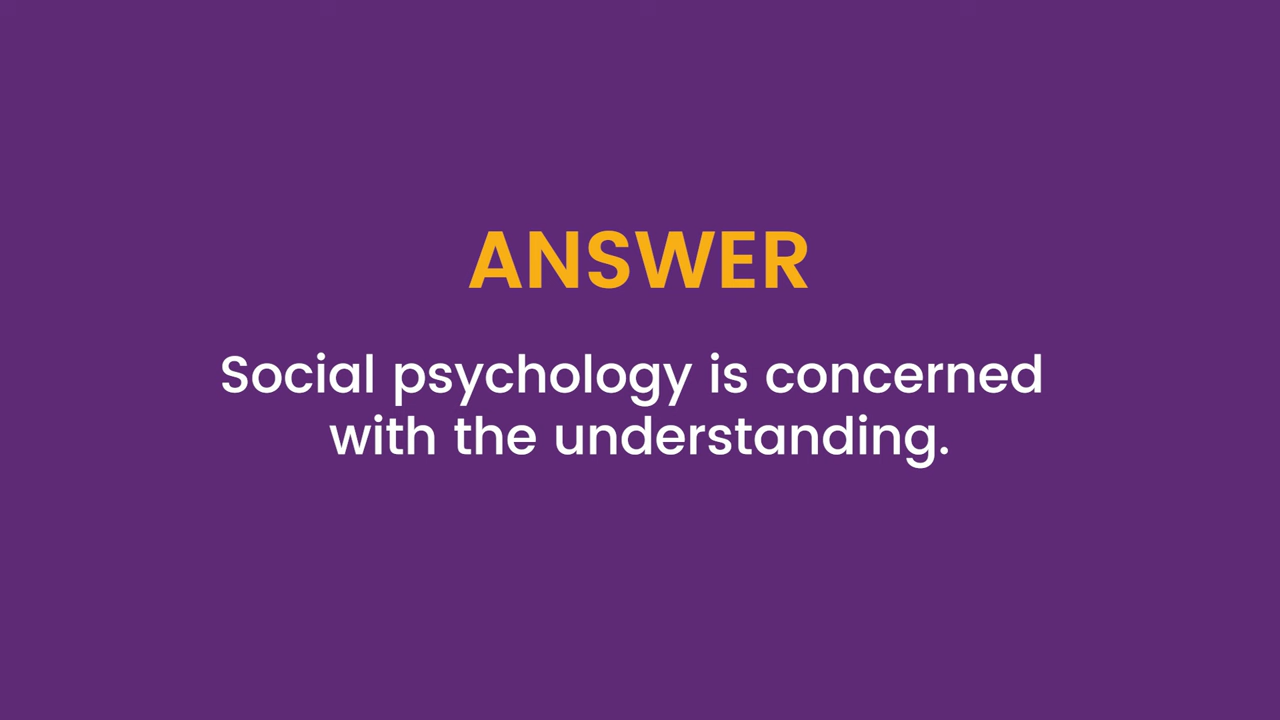 ANSWER
Social psychology is concerned
with the understanding.